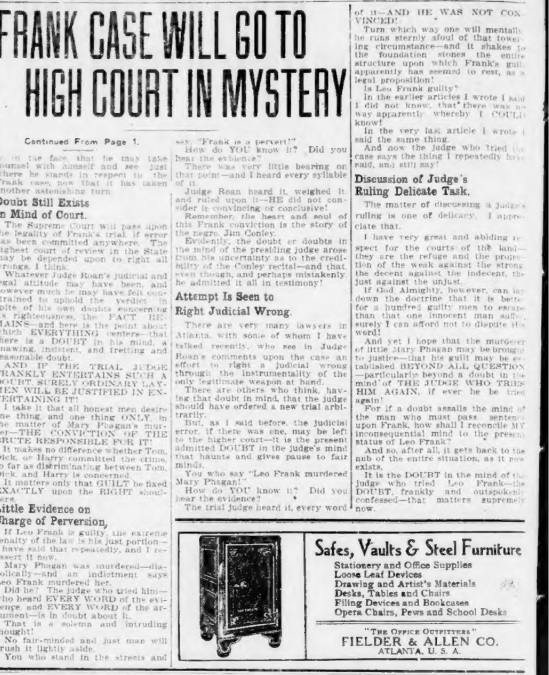 FRANK CASE WILL GO TO
HIGH COURT IN MYSTERY
Continued From Page 1.
in the face, that he may take
counsel with himself and see just
there he stands in respect to the
Frank case, now that it has taken
another astonishing turn.
Doubt Still Exists
in Mind of Court.
The Supreme Court will pass upon
the legality of Frank's trial, if error
has been committed anywhere. The
highest court of review in the State
may be depended upon to right all
things, I think.
Whatever Judge Roan's judicial and
legal attitude may have been, and
however much he may have felt con-
strained to uphold the verdict in
spite of his own doubts concerning
its righteousness, the FACT RE-
MAINS—and here is the point about
which EVERYTHING centers—that
there is a DOUBT in his mind, a
gnawing, insistent, and fretting and
reasonable doubt.
AND IF THE TRIAL JUDGE
FRANKLY ENTERTAINS SUCH A
DOUBT, SURELY ORDINARY LAY-
MEN WILL BE JUSTIFIED IN EN-
TERTAINING IT!
I take it that all honest men desire
one thing, and one thing ONLY, in
the matter of Mary Phagan's mur-
der—THE CONVICTION OF THE
BRUTE RESPONSIBLE FOR IT!
It makes no difference whether Tom,
Dick, or Harry committed the crime,
so far as discriminating between Tom,
Dick, and Harry is concerned.
It matters only that GUILT be fixed
EXACTLY upon the RIGHT shoul-
ders.
Little Evidence on
Charge of Perversion,
If Leo Frank is guilty, the extreme
penalty of the law is his just portion—
I have said that repeatedly, and I re-
assert it now.
Mary Phagan was murdered—dia-
bolically—and an indictment says
Leo Frank murdered her.
Did he? The judge who tried him—
who heard EVERY WORD of the evi-
dence, and EVERY WORD of the ar-
gument—is in doubt about it.
That is a solemn and intruding
thought!
No fair-minded and just man will
brush it lightly aside.
You who stand in the streets and
say, "Frank is a pervert!"
How do YOU know it? Did you
hear the evidence?
There was very little bearing on
that point—and I heard every syllable
of it.
Judge Roan heard it, weighed it
and ruled upon it—HE did not con-
sider it convincing or conclusive!
Remember, the heart and soul of
this Frank conviction is the story of
the negro, Jim Conley.
Evidently, the doubt or doubts in
the mind of the presiding judge arose
from his uncertainty as to the credi-
bility of the Conley recital—and that,
even though, and perhaps mistakenly,
he admitted it all in testimony!
Attempt Is Seen to
Right Judicial Wrong.
There are very many lawyers in
Atlanta, with some of whom I have
talked recently, who see in Judge
Roan's comments upon the case an
effort to right a judicial wrong
through the instrumentality of the
only legitimate weapon at hand.
There are others who think, hav-
ing that doubt in mind, that the judge
should have ordered a new trial arbi-
trarily.
But, as I said before, the judicial
error, if there was one, may be left
to the higher court—it is the present
admitted DOUBT in the judge's mind
that haunts and gives pause to fair
minds.
You who say "Leo Frank murdered
Mary Phagan!"
How do YOU know it? Did you
hear the evidence?
The trial judge heard it, every word
of it—AND HE WAS NOT CON-
VINCED!
Turn which way one will mentally
he runs sternly afoul of that tower-
ing circumstance—and it shakes to
the foundation stones the entire
structure upon which Frank's guilt
apparently has seemed to rest, as a
legal proposition!
Is Leo Frank guilty?
In the earlier articles I wrote I said
I did not know, that there was no
way apparently whereby I COULD
know!
In the very last article I wrote I
said the same thing.
And now the judge who tried the
case says the thing I repeatedly have
said, and still say!
Discussion of Judge's
Ruling Delicate Task.
The matter of discussing a judge's
ruling is one of delicacy. I appre-
ciate that.
I have very great and abiding re-
spect for the courts of the land—
they are the refuge and the protec-
tion of the weak against the strong,
the decent against the indecent, the
just against the unjust.
If God Almighty, however, can lay
down the doctrine that it is better
for a hundred guilty men to escape
than that one innocent man suffer,
surely I can afford not to dispute His
word!
And yet I hope that the murderer
of little Mary Phagan may be brought
to justice—that his guilt may be es-
tablished BEYOND ALL QUESTION
—particularly beyond a doubt in the
mind of THE JUDGE WHO TRIES
HIM AGAIN, if ever he be tried
again!
For if a doubt assails the mind of
the man who must pass sentence
upon Frank, how shall I reconcile MY
inconsequential mind to the present
status of Leo Frank?
And so, after all, it gets back to the
nub of the entire situation, as it now
exists.
It is the DOUBT in the mind of the
judge who tried Leo Frank—the
DOUBT, frankly and outspokenly
confessed—that matters supremely
now.
Safes, Vaults & Steel Furniture
Stationery and Office Supplies
Loose Leaf Devices
Drawing and Artist's Materials
Desks, Tables and Chairs
Filing Devices and Bookcases
Opera Chairs, Pews and School Desks
"THE OFFICE OUTFITTERS"
FIELDER & ALLEN CO.
ATLANTA, U. S. A.